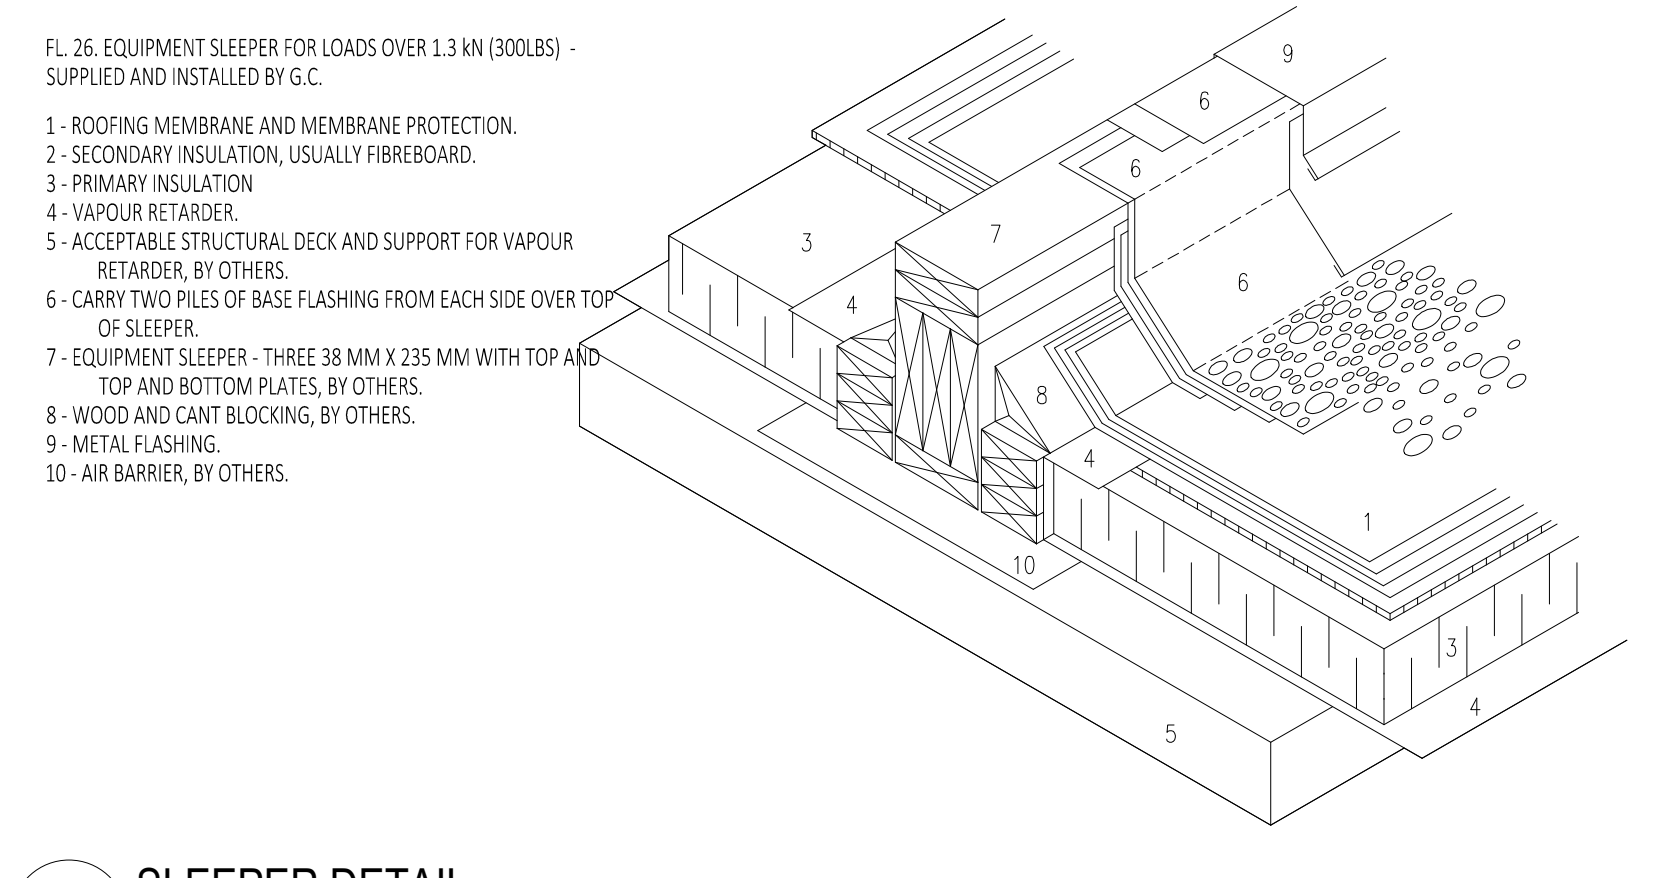 FL. 26. EQUIPMENT SLEEPER FOR LOADS OVER 1.3 kN (300LBS) -
SUPPLIED AND INSTALLED BY G.C.
1 - ROOFING MEMBRANE AND MEMBRANE PROTECTION.
2 - SECONDARY INSULATION, USUALLY FIBREBOARD.
3 - PRIMARY INSULATION
4 - VAPOUR RETARDER.
5 - ACCEPTABLE STRUCTURAL DECK AND SUPPORT FOR VAPOUR
RETARDER, BY OTHERS.
6 - CARRY TWO PILES OF BASE FLASHING FROM EACH SIDE OVER TOP
OF SLEEPER.
7 - EQUIPMENT SLEEPER - THREE 38 MM X 235 MM WITH TOP AND
TOP AND BOTTOM PLATES, BY OTHERS.
8 - WOOD AND CANT BLOCKING, BY OTHERS.
9 - METAL FLASHING.
10 - AIR BARRIER, BY OTHERS.
9
6
6
7
3
6
4
8
4
1
10
3
4
5
SLEEPER DETAIL